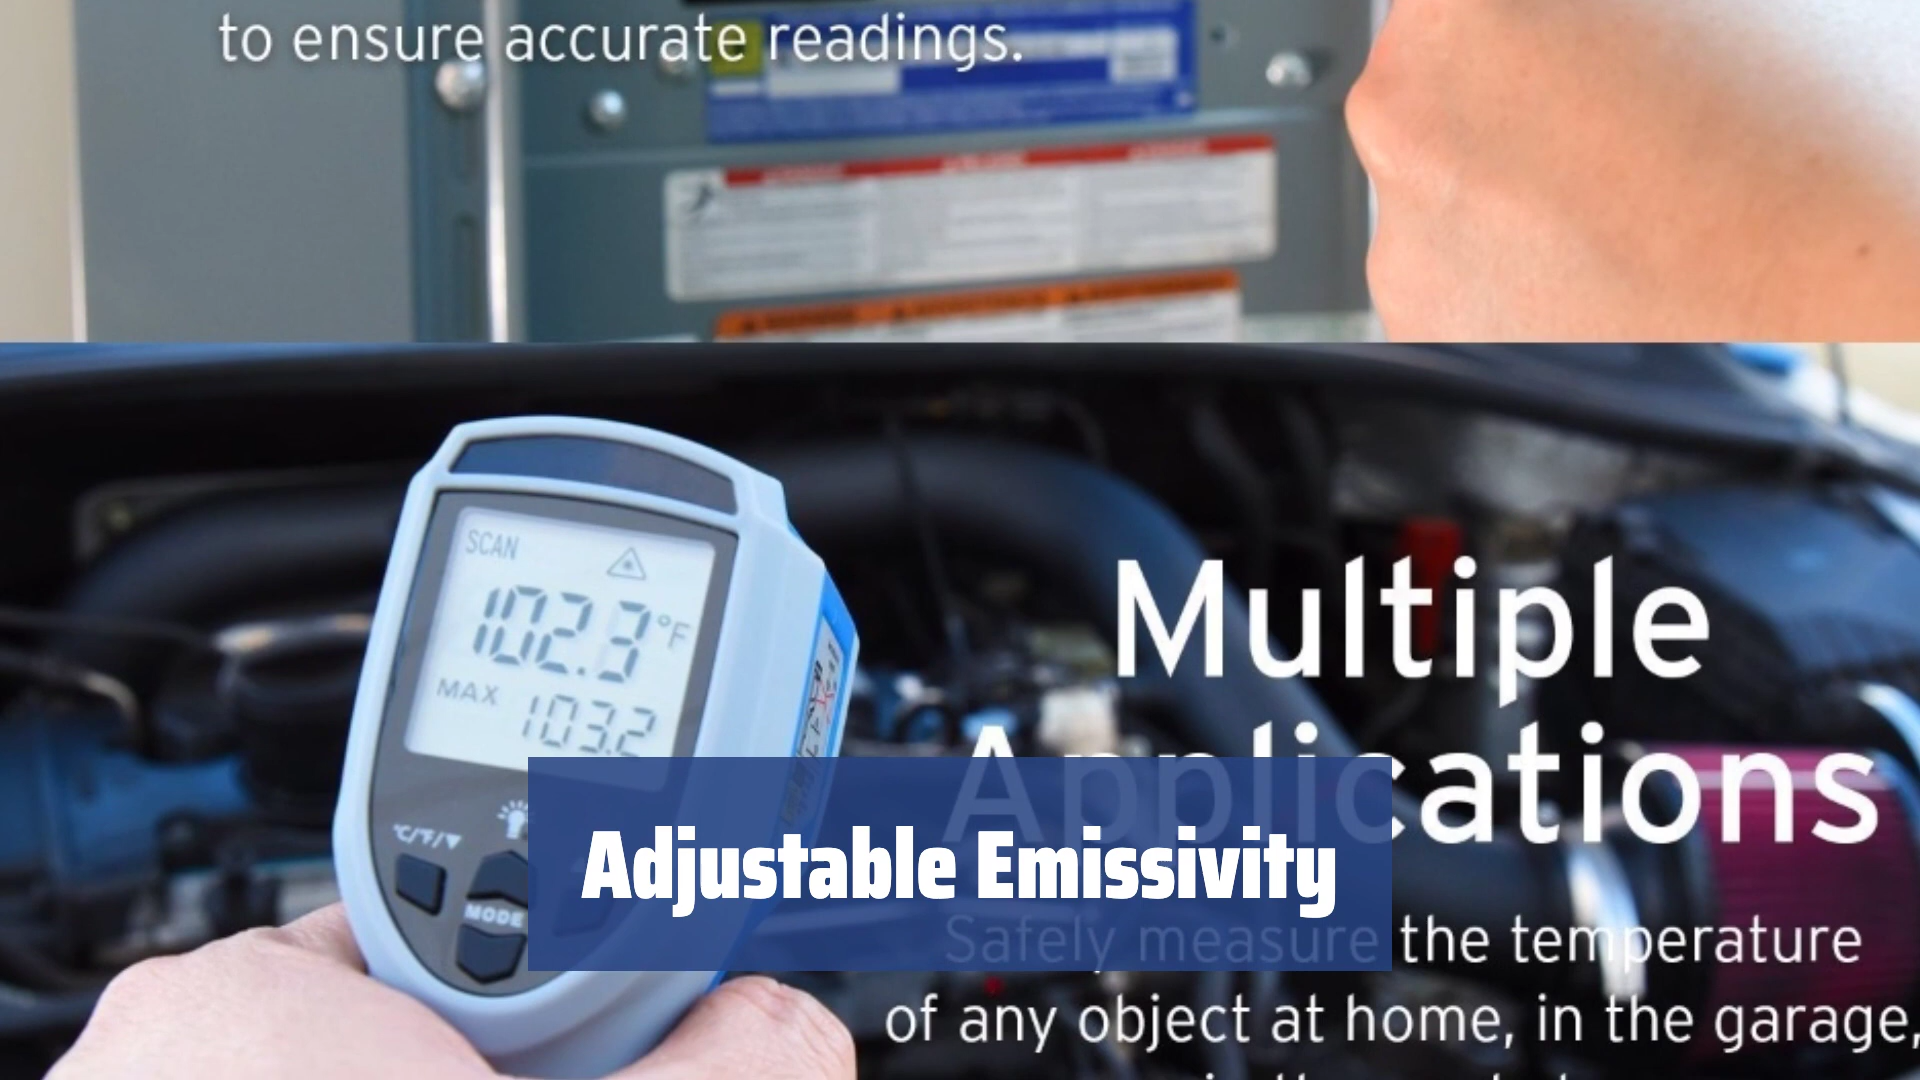 to ensure accurate readings.
SCAN
102.3°F
MAX 103.2
°C/°F/▼
MODE
Multiple
Applications
Adjustable Emissivity
Safely measure the temperature
of any object at home, in the garage,